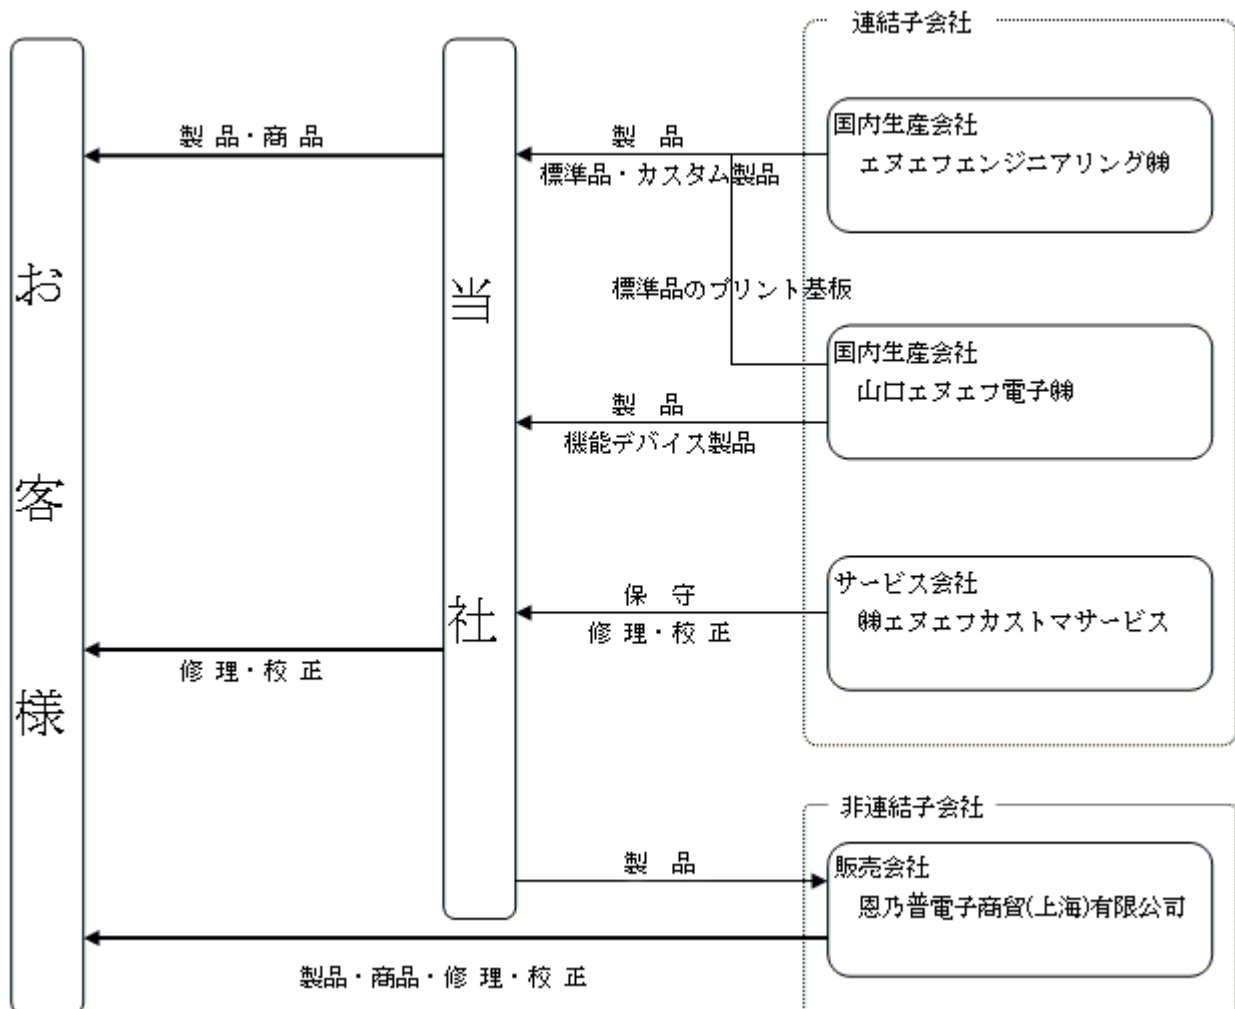 連結子会社
国内生産会社
エヌエフエンジニアリング㈱
製 品・商 品
製 品
標準品・カスタム製品
標準品のプリント基板
お客様
当社
国内生産会社
山口エヌエフ電子㈱
製 品
機能デバイス製品
サービス会社
㈱エヌエフカストマサービス
保 守
修 理・校 正
修 理・校 正
非連結子会社
販売会社
恩乃普電子商貿(上海)有限公司
製 品
製品・商品・修 理・校 正